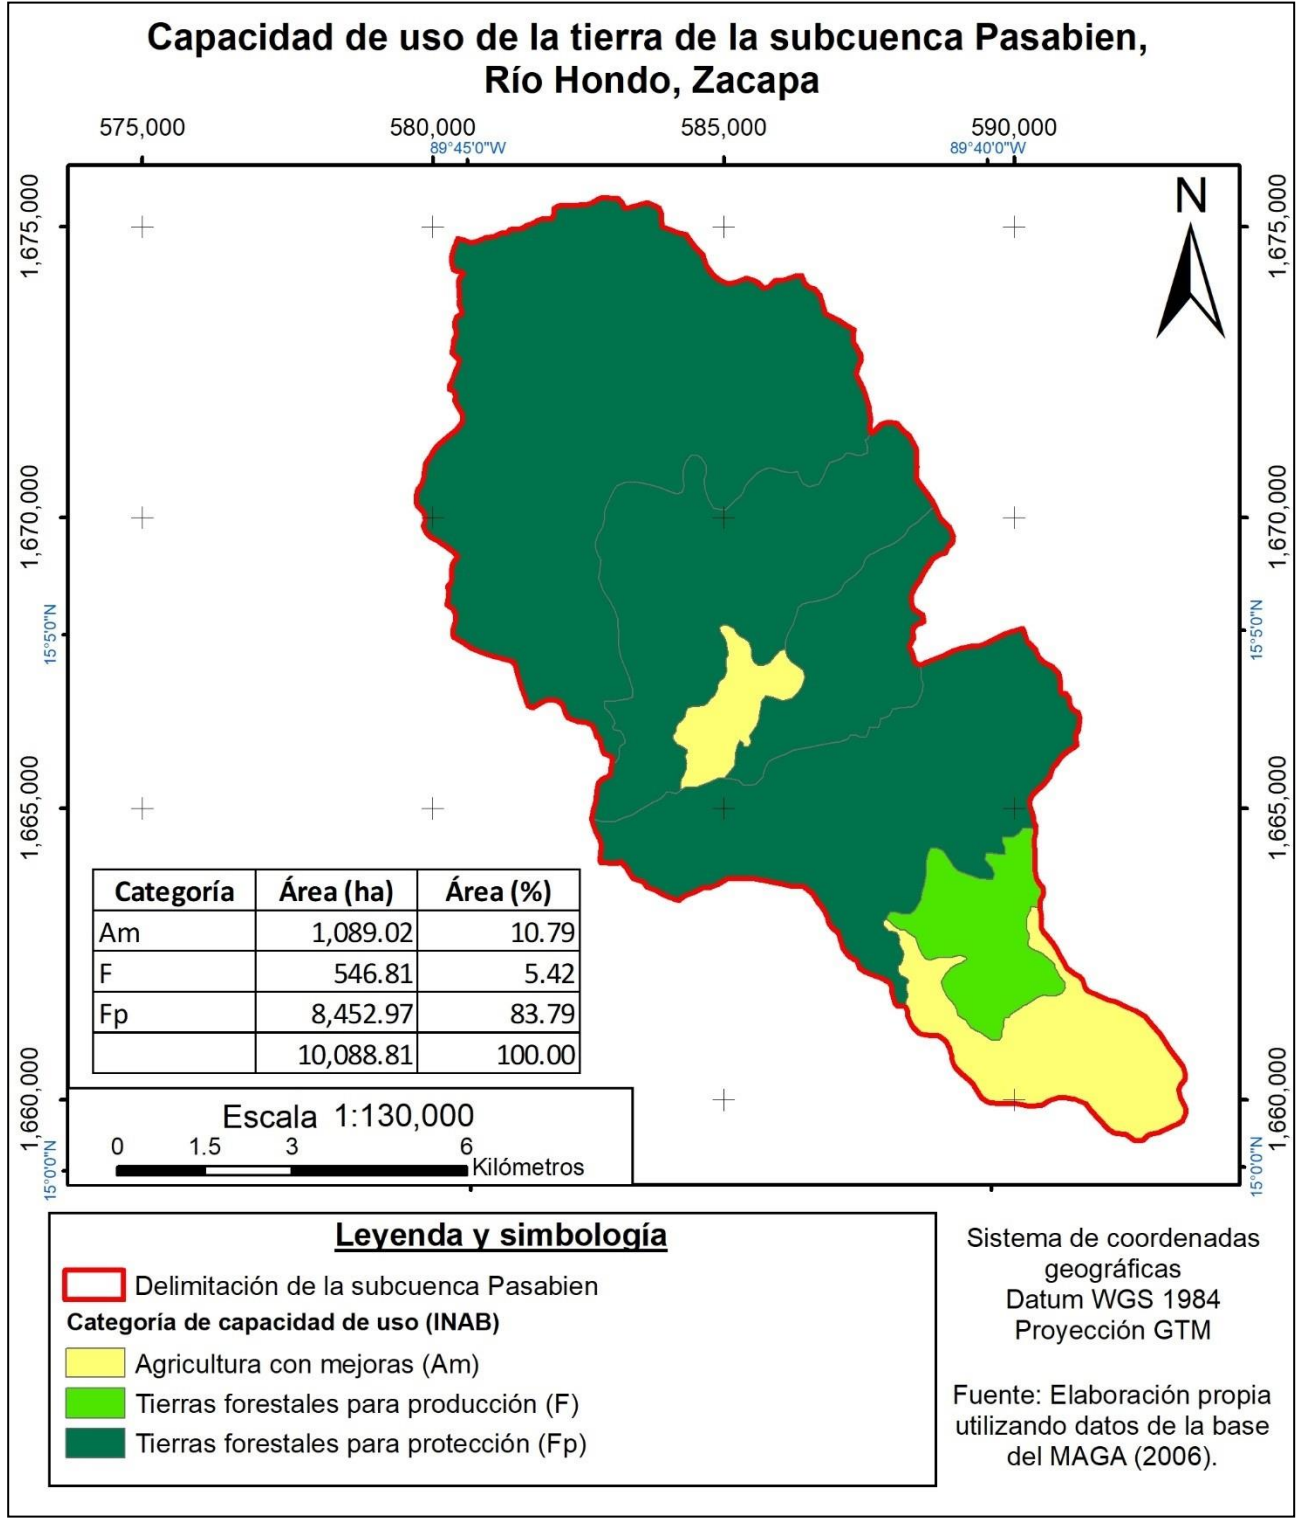 Capacidad de uso de la tierra de la subcuenca Pasabien,
Río Hondo, Zacapa
575,000 580,000 585,000 590,000
89°45'0"W 89°40'0"W
N
1,675,000 1,675,000
1,670,000 1,670,000
15°5'0"N 15°5'0"N
1,665,000 1,665,000
Categoría Área (ha) Área (%)
Am 1,089.02 10.79
F 546.81 5.42
Fp 8,452.97 83.79
10,088.81 100.00
1,660,000 1,660,000
Escala 1:130,000
0 1.5 3 6
Kilómetros
15°0'0"N 15°0'0"N
Leyenda y simbología
Delimitación de la subcuenca Pasabien
Categoría de capacidad de uso (INAB)
Agricultura con mejoras (Am)
Tierras forestales para producción (F)
Tierras forestales para protección (Fp)
Sistema de coordenadas
geográficas
Datum WGS 1984
Proyección GTM
Fuente: Elaboración propia
utilizando datos de la base
del MAGA (2006).